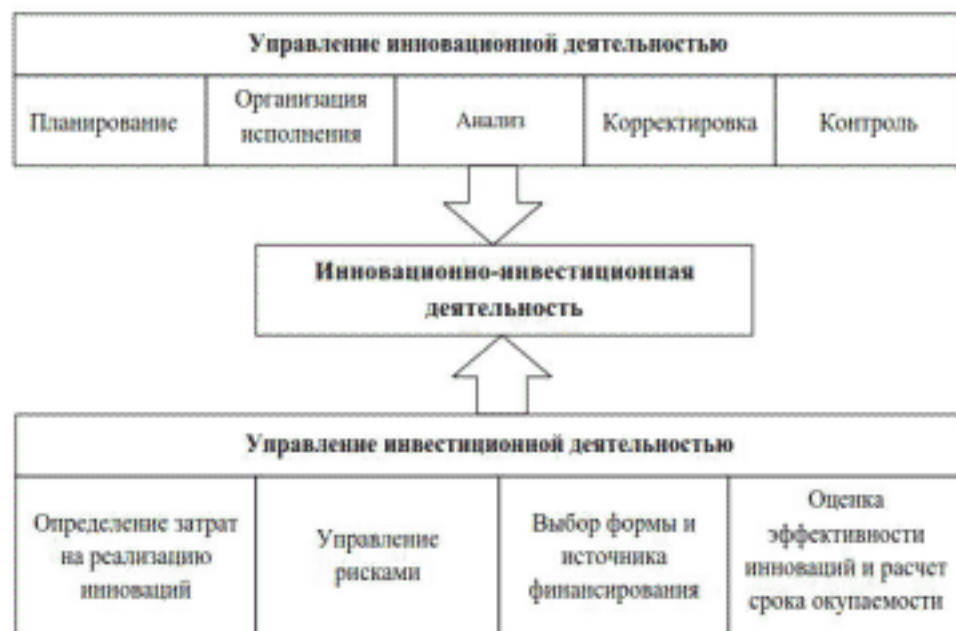 Управление инновационной деятельностью
Планирование
Организация
исполнения
Анализ
Корректировка
Контроль
Инновационно-инвестиционная
деятельность
Управление инвестиционной деятельностью
Определение затрат
на реализацию
инноваций
Управление
рисками
Выбор формы и
источника
финансирования
Оценка
эффективности
инноваций и расчет
срока окупаемости